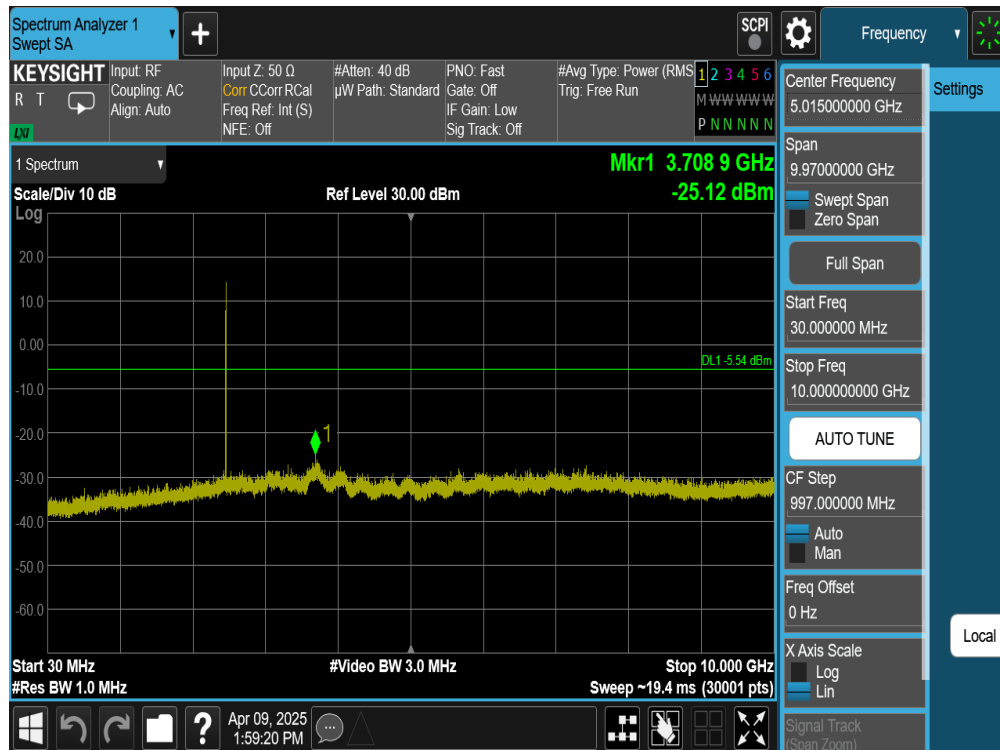 Spectrum Analyzer 1
Swept SA
+
SCPI
Frequency
KEYSIGHT
R T
LXI
Input: RF
Coupling: AC
Align: Auto
Input Z: 50 Ω
Corr CCorr RCal
Freq Ref: Int (S)
NFE: Off
#Atten: 40 dB
µW Path: Standard
PNO: Fast
Gate: Off
IF Gain: Low
Sig Track: Off
#Avg Type: Power (RMS
Trig: Free Run
1 2 3 4 5 6
M W W W W W
P N N N N N
1 Spectrum
Scale/Div 10 dB
Log
Ref Level 30.00 dBm
Mkr1 3.708 9 GHz
-25.12 dBm
20.0
10.0
0.00
-10.0
-20.0
-30.0
-40.0
-50.0
-60.0
DL1 -5.54 dBm
1
Start 30 MHz
#Res BW 1.0 MHz
#Video BW 3.0 MHz
Stop 10.000 GHz
Sweep ~19.4 ms (30001 pts)
?
Apr 09, 2025
1:59:20 PM
Center Frequency
5.015000000 GHz
Span
9.97000000 GHz
Swept Span
Zero Span
Full Span
Start Freq
30.000000 MHz
Stop Freq
10.000000000 GHz
AUTO TUNE
CF Step
997.000000 MHz
Auto
Man
Freq Offset
0 Hz
X Axis Scale
Log
Lin
Signal Track
(Span Zoom)
Settings
Local